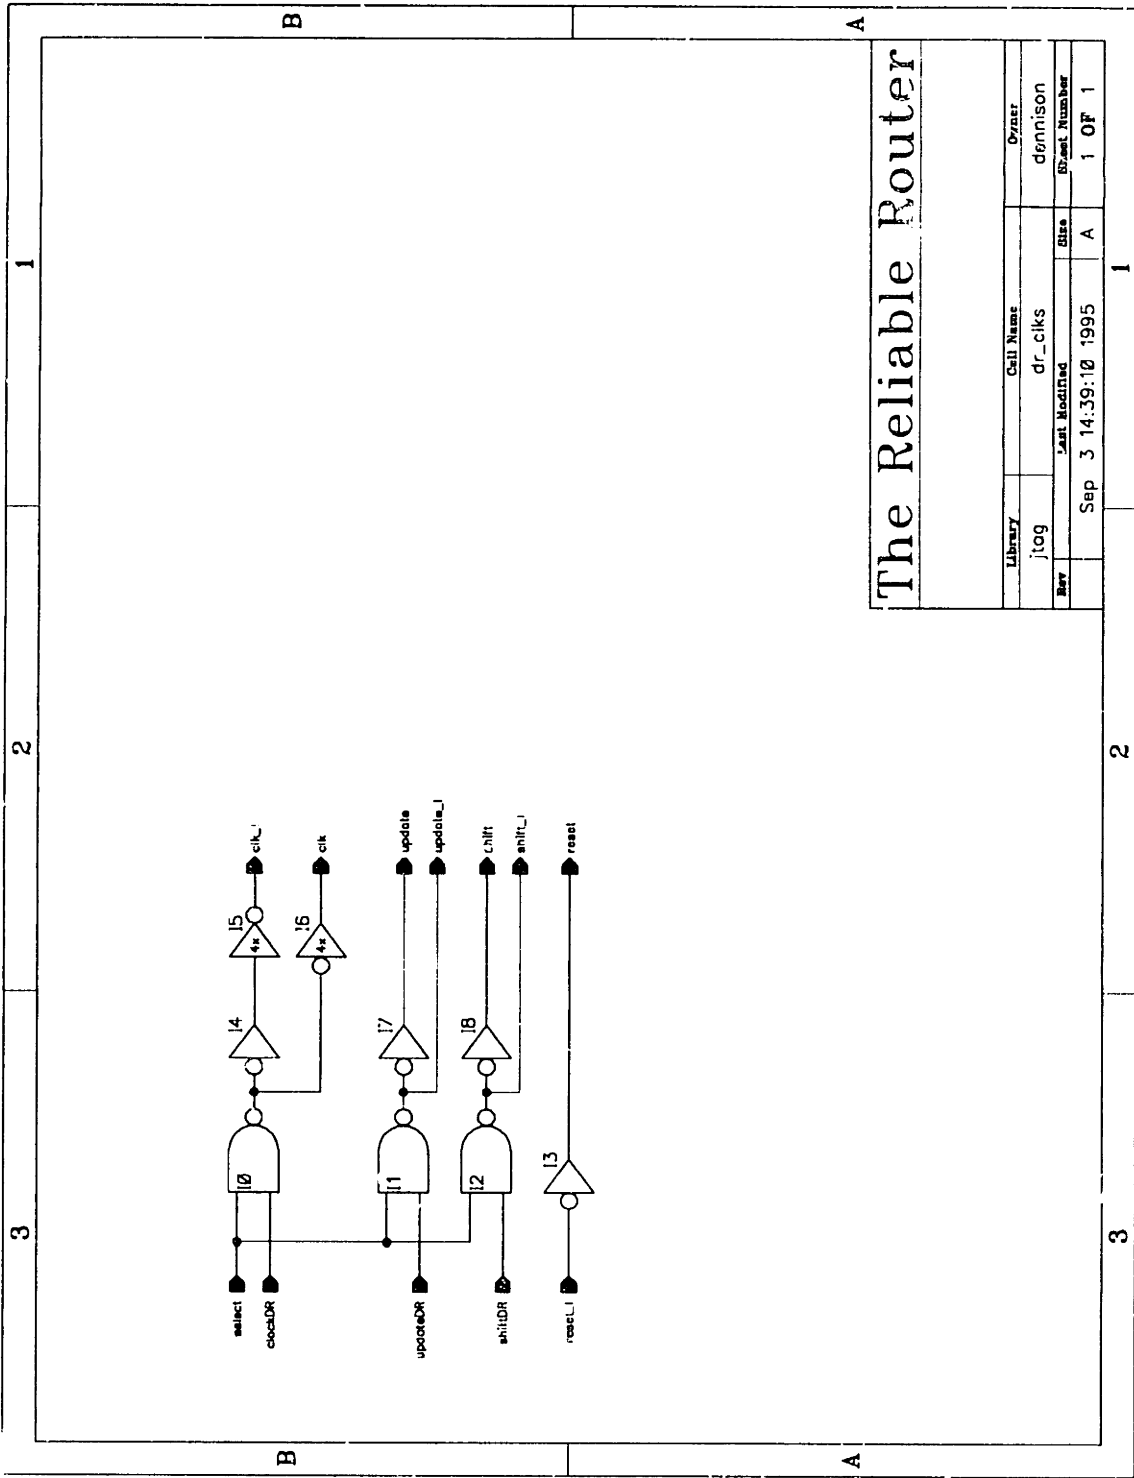 3 2 1
B B
select
clockDR
I0
I4
I5
4x
clk_l
I6
4x
clk
updateDR
I1
I7
update
update_l
shiftDR
I2
I8
shift
shift_l
reset_l
I3
reset
A A
The Reliable Router
Library Cell Name Owner
jtag dr_clks dennison
Rev Last Modified Size Sheet Number
Sep 3 14:39:10 1995 A 1 OF 1
3 2 1